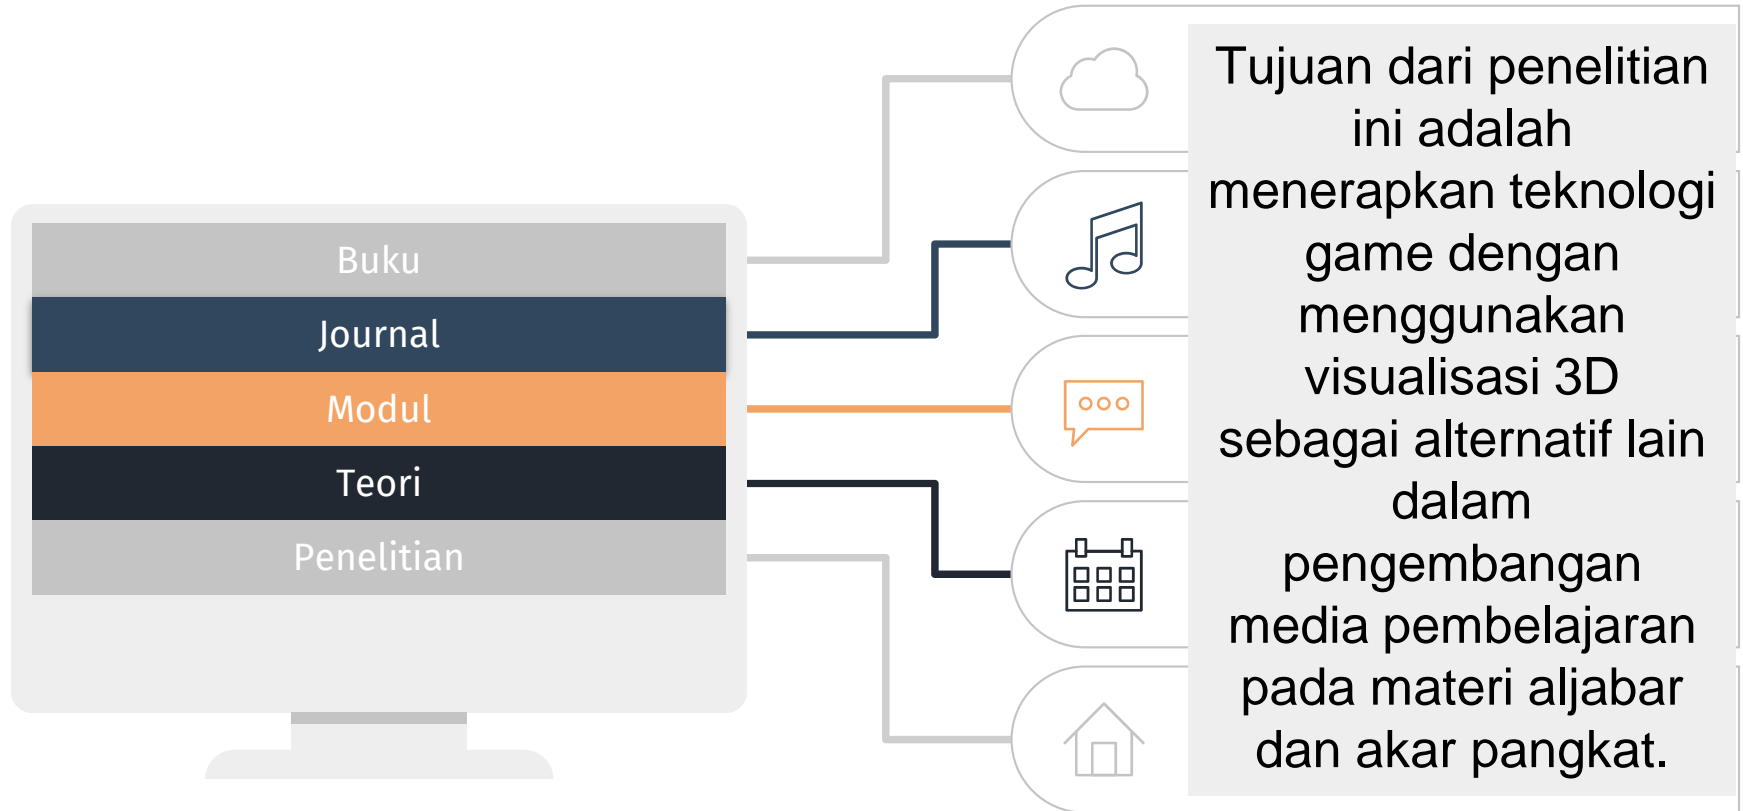 Buku
Journal
Modul
Teori
Penelitian
Tujuan dari penelitian
ini adalah
menerapkan teknologi
game dengan
menggunakan
visualisasi 3D
sebagai alternatif lain
dalam
pengembangan
media pembelajaran
pada materi aljabar
dan akar pangkat.